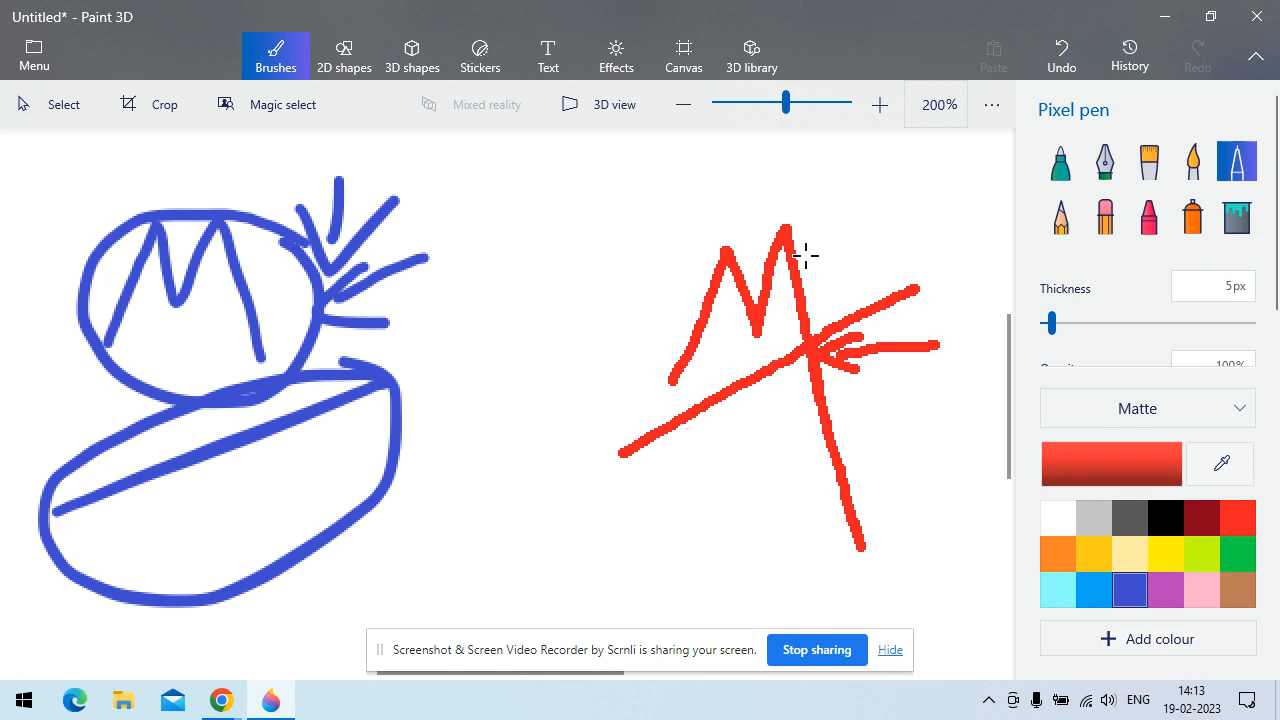 Untitled* - Paint 3D
Menu
Brushes 2D shapes 3D shapes Stickers Text Effects Canvas 3D library Paste Undo History Redo
Select Crop Magic select Mixed reality 3D view 200% ...
Pixel pen
Thickness 5px
Matte
Add colour
Screenshot & Screen Video Recorder by Scrnli is sharing your screen. Stop sharing Hide
ENG
14:13
19-02-2023
M
M